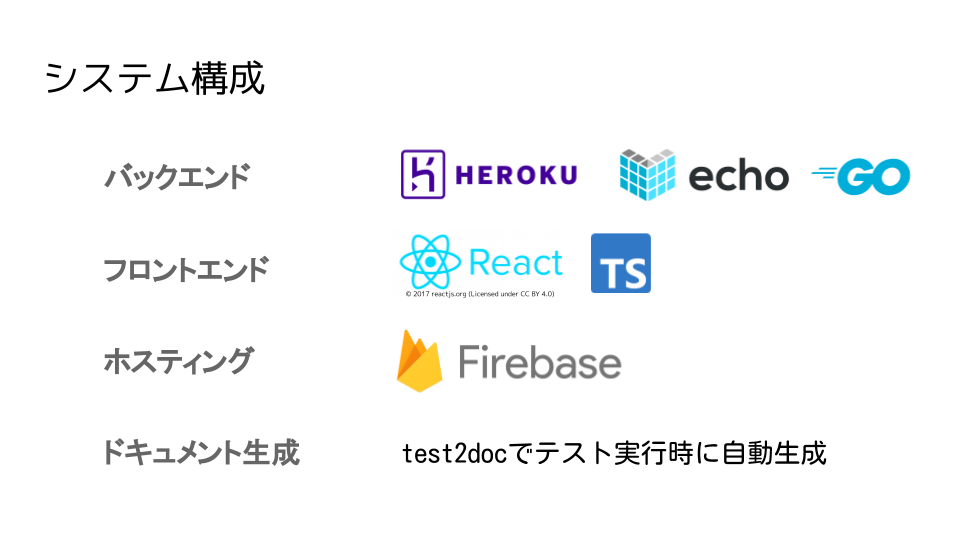 システム構成
バックエンド
HEROKU
echo
GO
フロントエンド
React
TS
© 2017 reactjs.org (Licensed under CC BY 4.0)
ホスティング
Firebase
ドキュメント生成
test2docでテスト実行時に自動生成